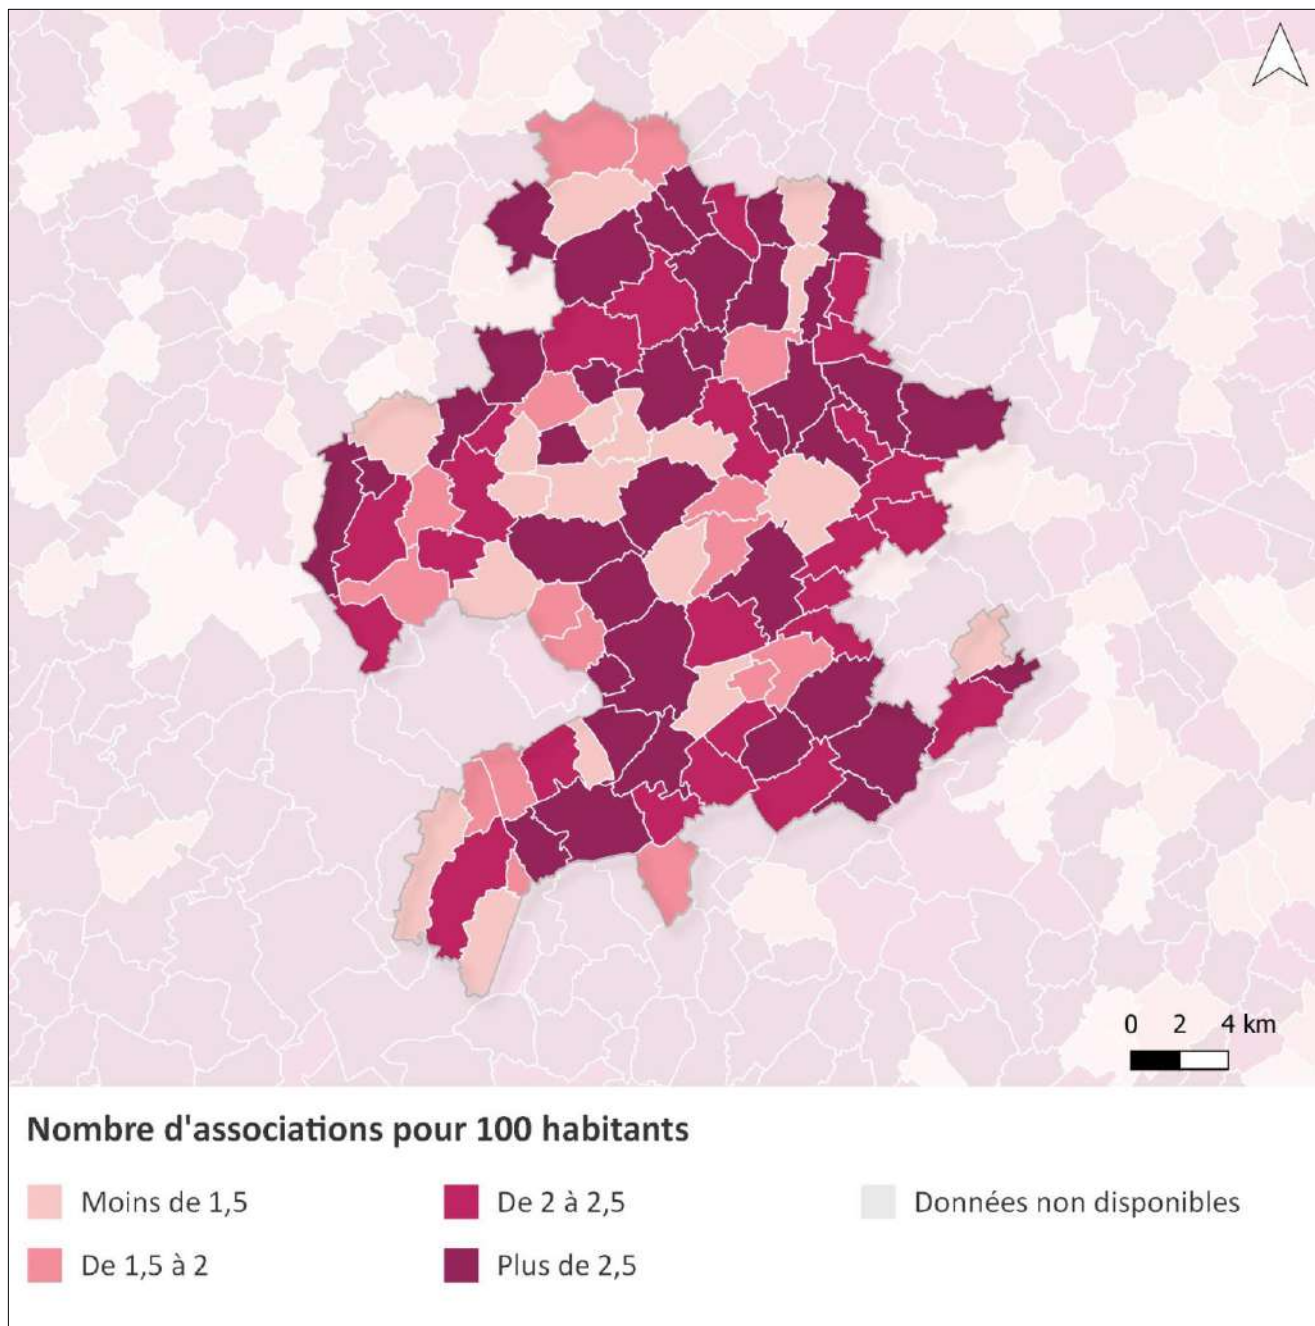 0 2 4 km
Nombre d'associations pour 100 habitants
Moins de 1,5
De 2 à 2,5
Données non disponibles
De 1,5 à 2
Plus de 2,5